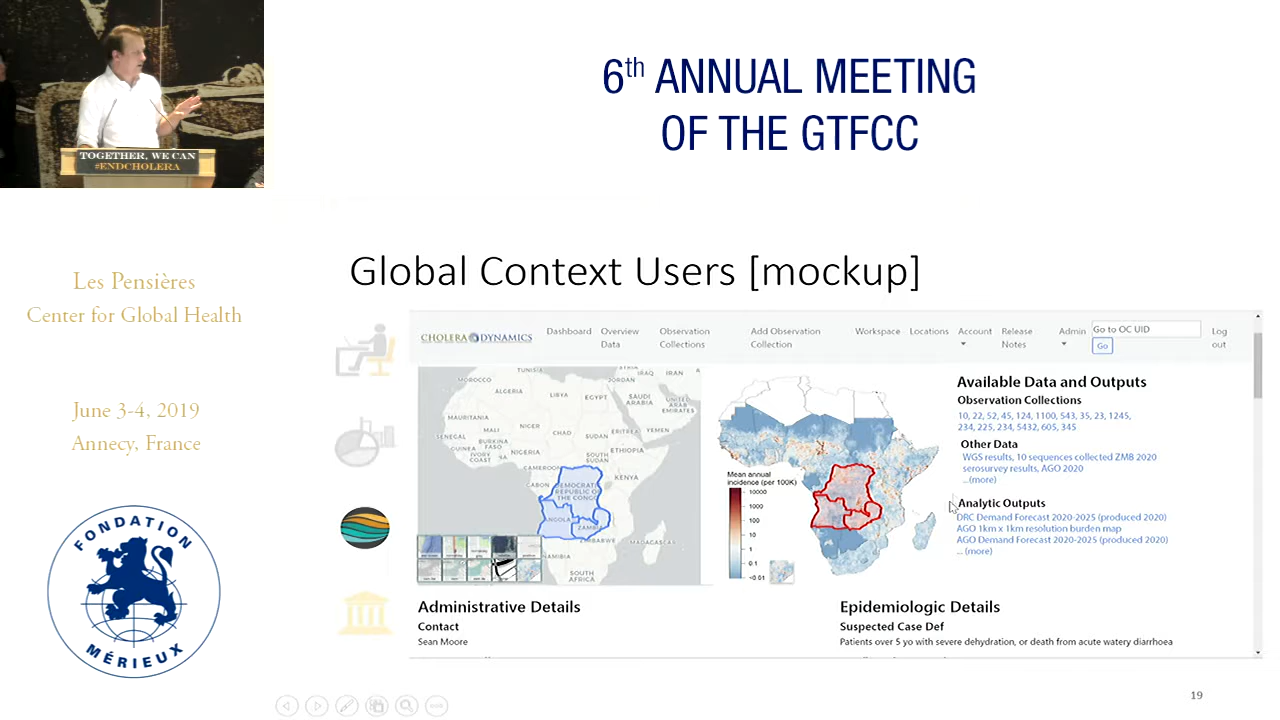 TOGETHER, WE CAN
#ENDCHOLERA
6th ANNUAL MEETING
OF THE GTFCC
Les Pensières
Center for Global Health
June 3-4, 2019
Annecy, France
FONDATION
MÉRIEUX
Global Context Users [mockup]
CHOLERA DYNAMICS
Dashboard
Overview
Data
Observation
Collections
Add Observation
Collection
Workspace
Locations
Account
Release
Notes
Admin
Go to OC UID
Go
Log
out
TUNISIA
MOROCCO
ALGERIA
LIBYA
EGYPT
JORDAN
IRAQ
IRAN
SAUDI
ARABIA
UNITED
ARAB
EMIRATES
MAURITANIA
MALI
NIGER
CHAD
SUDAN
ERITREA
YEMEN
SENEGAL
GUINEA
BURKINA
FASO
IVORY
COAST
NIGERIA
SOUTH
SUDAN
CAMEROON
GABON
DEMOCRATIC
REPUBLIC OF
THE CONGO
KENYA
ANGOLA
ZAMBIA
ZIMBABWE
NAMIBIA
MADAGASCAR
SOUTH
AFRICA
Mean annual
incidence (per 100K)
10000
1000
100
10
1
0.1
<0.01
Available Data and Outputs
Observation Collections
10, 22, 52, 45, 124, 1100, 543, 35, 23, 1245,
234, 225, 234, 5432, 605, 345
Other Data
WGS results, 10 sequences collected ZMB 2020
serosurvey results, AGO 2020
...(more)
Analytic Outputs
DRC Demand Forecast 2020-2025 (produced 2020)
AGO 1km x 1km resolution burden map
AGO Demand Forecast 2020-2025 (produced 2020)
... (more)
Administrative Details
Contact
Sean Moore
Epidemiologic Details
Suspected Case Def
Patients over 5 yo with severe dehydration, or death from acute watery diarrhoea
19